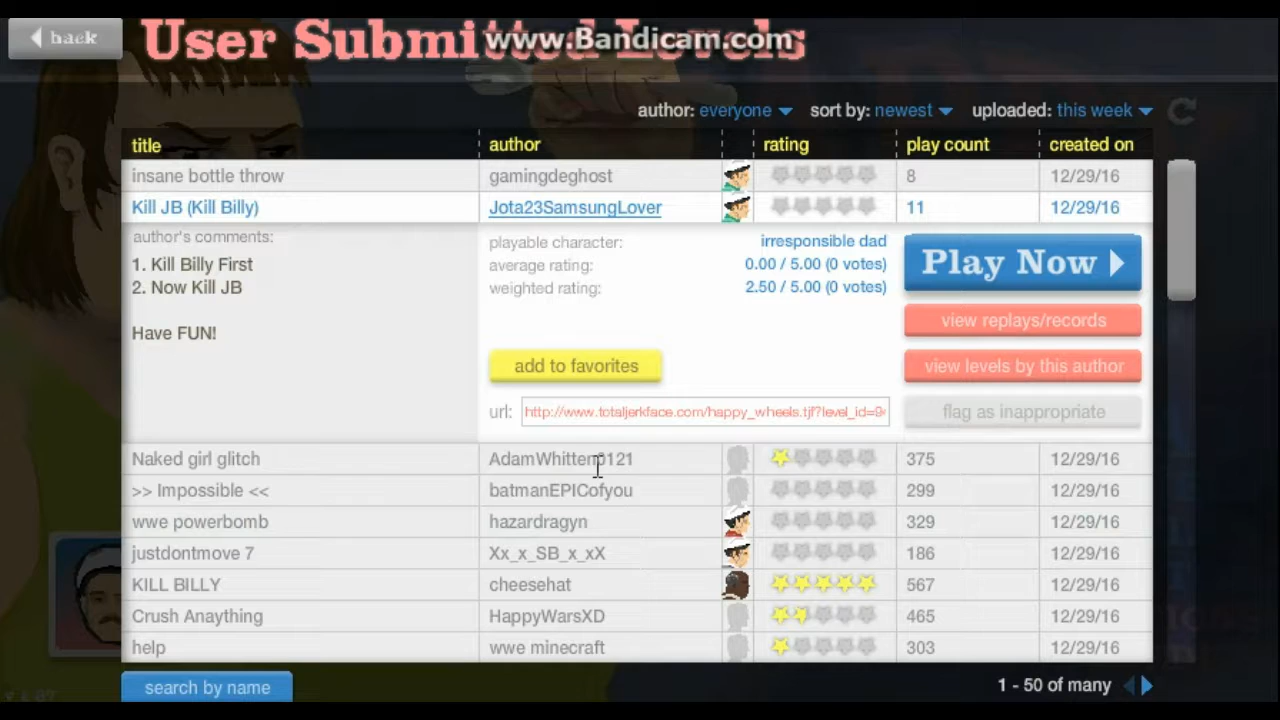 back
User Submitted Levels
www.Bandicam.com
author: everyone sort by: newest uploaded: this week
title author rating play count created on
insane bottle throw gamingdeghost 8 12/29/16
Kill JB (Kill Billy) Jota23SamsungLover 11 12/29/16
author's comments:
1. Kill Billy First
2. Now Kill JB
Have FUN!
playable character: irresponsible dad
average rating: 0.00 / 5.00 (0 votes)
weighted rating: 2.50 / 5.00 (0 votes)
add to favorites
url: http://www.totaljerkface.com/happy_wheels.tjf?level_id=9
Play Now
view replays/records
view levels by this author
flag as inappropriate
Naked girl glitch AdamWhitten0121 375 12/29/16
>> Impossible << batmanEPICofyou 299 12/29/16
wwe powerbomb hazardragyn 329 12/29/16
justdontmove 7 Xx_x_SB_x_xX 186 12/29/16
KILL BILLY cheesehat 567 12/29/16
Crush Anaything HappyWarsXD 465 12/29/16
help wwe minecraft 303 12/29/16
search by name
1 - 50 of many